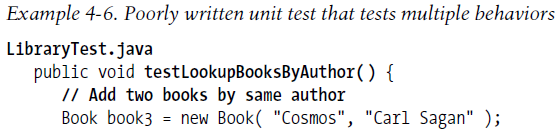 Example 4-6. Poorly written unit test that tests multiple behaviors
LibraryTest.java
public void testLookupBooksByAuthor() {
// Add two books by same author
Book book3 = new Book( "Cosmos", "Carl Sagan" );